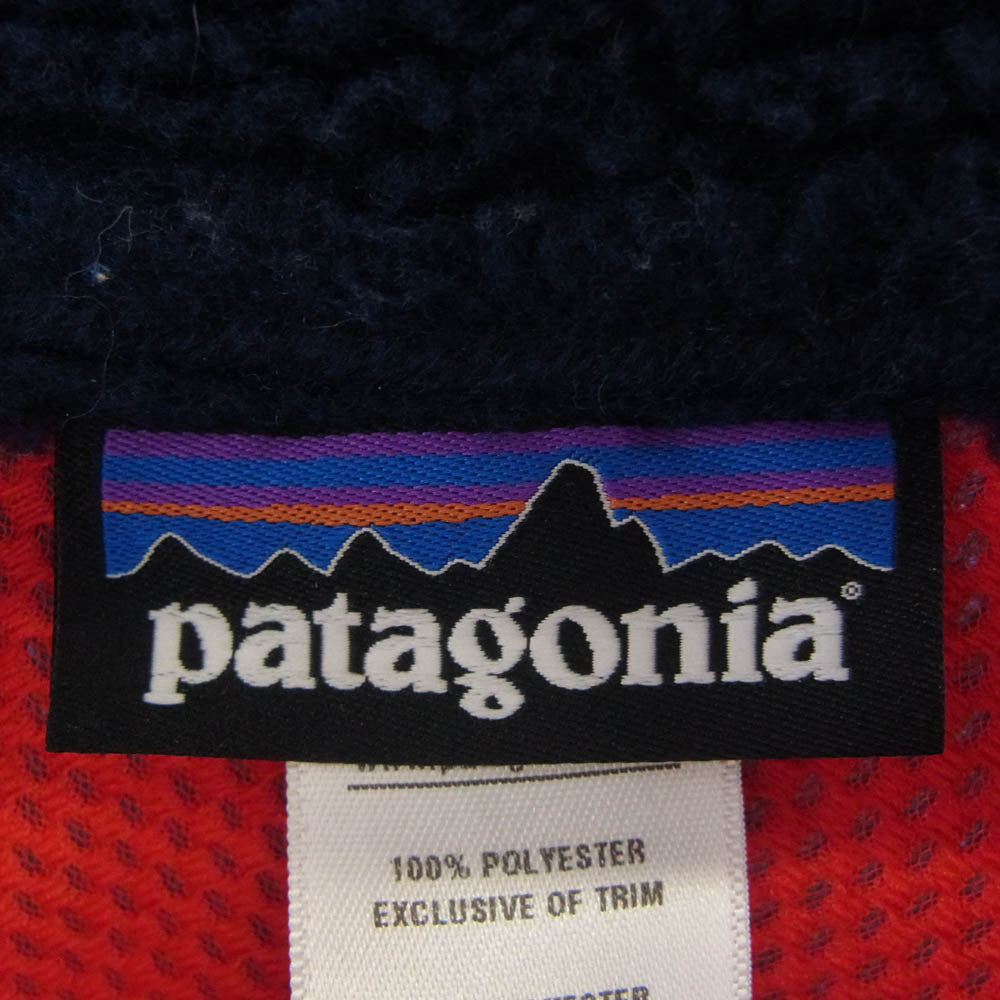 patagonia®
100% POLYESTER
EXCLUSIVE OF TRIM